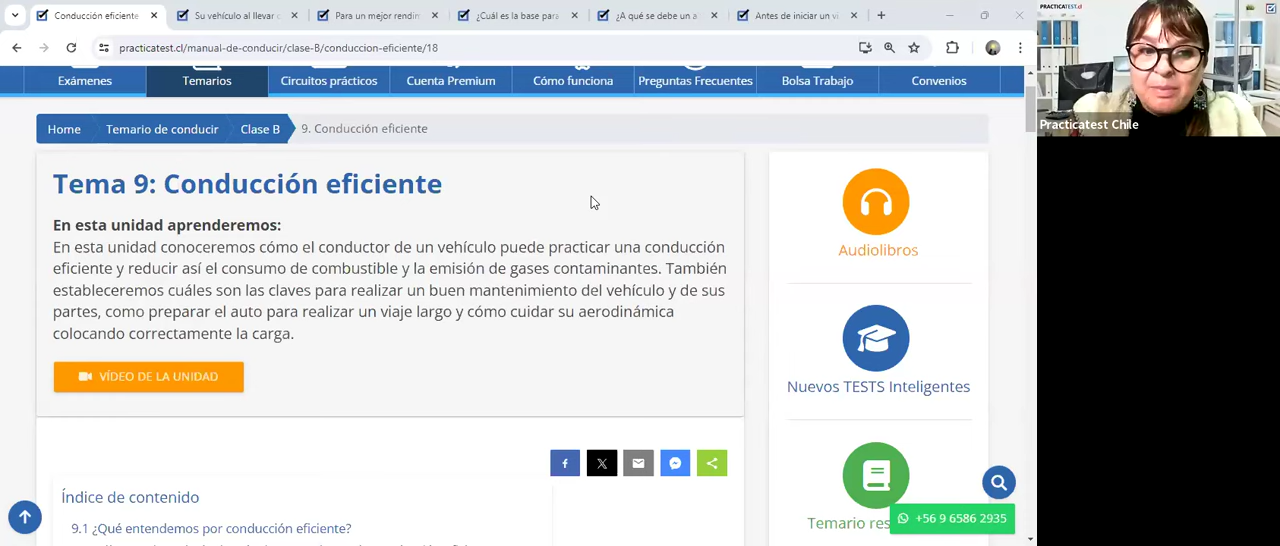 Conducción eficiente
Su vehículo al llevar c
Para un mejor rendin
¿Cuál es la base para
¿A qué se debe un a
Antes de iniciar un vi
practicatest.cl/manual-de-conducir/clase-B/conduccion-eficiente/18
Exámenes
Temarios
Circuitos prácticos
Cuenta Premium
Cómo funciona
Preguntas Frecuentes
Bolsa Trabajo
Convenios
Home
Temario de conducir
Clase B
9. Conducción eficiente
Tema 9: Conducción eficiente
En esta unidad aprenderemos:
En esta unidad conoceremos cómo el conductor de un vehículo puede practicar una conducción
eficiente y reducir así el consumo de combustible y la emisión de gases contaminantes. También
estableceremos cuáles son las claves para realizar un buen mantenimiento del vehículo y de sus
partes, como preparar el auto para realizar un viaje largo y cómo cuidar su aerodinámica
colocando correctamente la carga.
VÍDEO DE LA UNIDAD
Índice de contenido
9.1 ¿Qué entendemos por conducción eficiente?
Audiolibros
Nuevos TESTS Inteligentes
Temario res
+56 9 6586 2935
PRACTICATEST.cl
Practicatest Chile